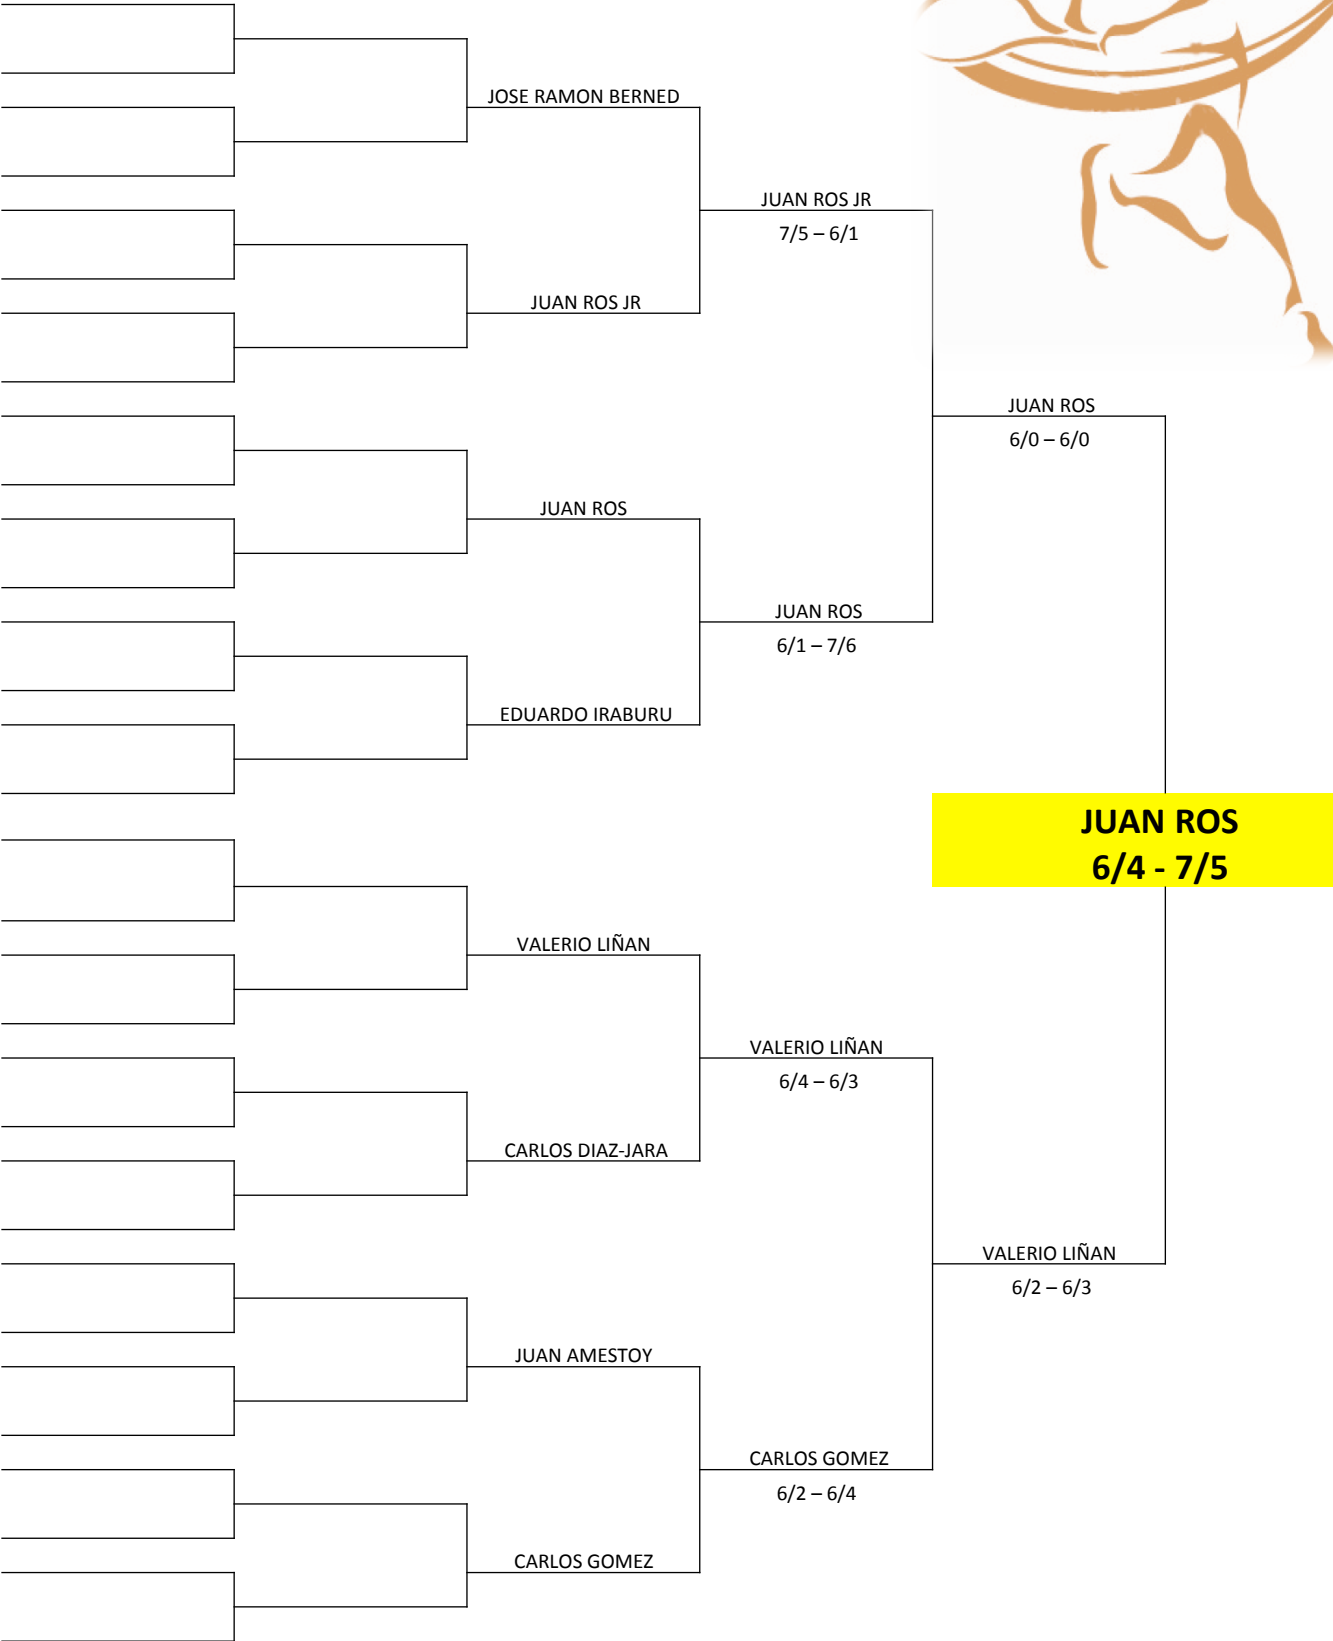 JOSE RAMON BERNED
JUAN ROS JR
7/5 – 6/1
JUAN ROS JR
JUAN ROS
6/0 – 6/0
JUAN ROS
JUAN ROS
6/1 – 7/6
EDUARDO IRABURU
JUAN ROS
6/4 - 7/5
VALERIO LIÑAN
VALERIO LIÑAN
6/4 – 6/3
CARLOS DIAZ-JARA
VALERIO LIÑAN
6/2 – 6/3
JUAN AMESTOY
CARLOS GOMEZ
6/2 – 6/4
CARLOS GOMEZ